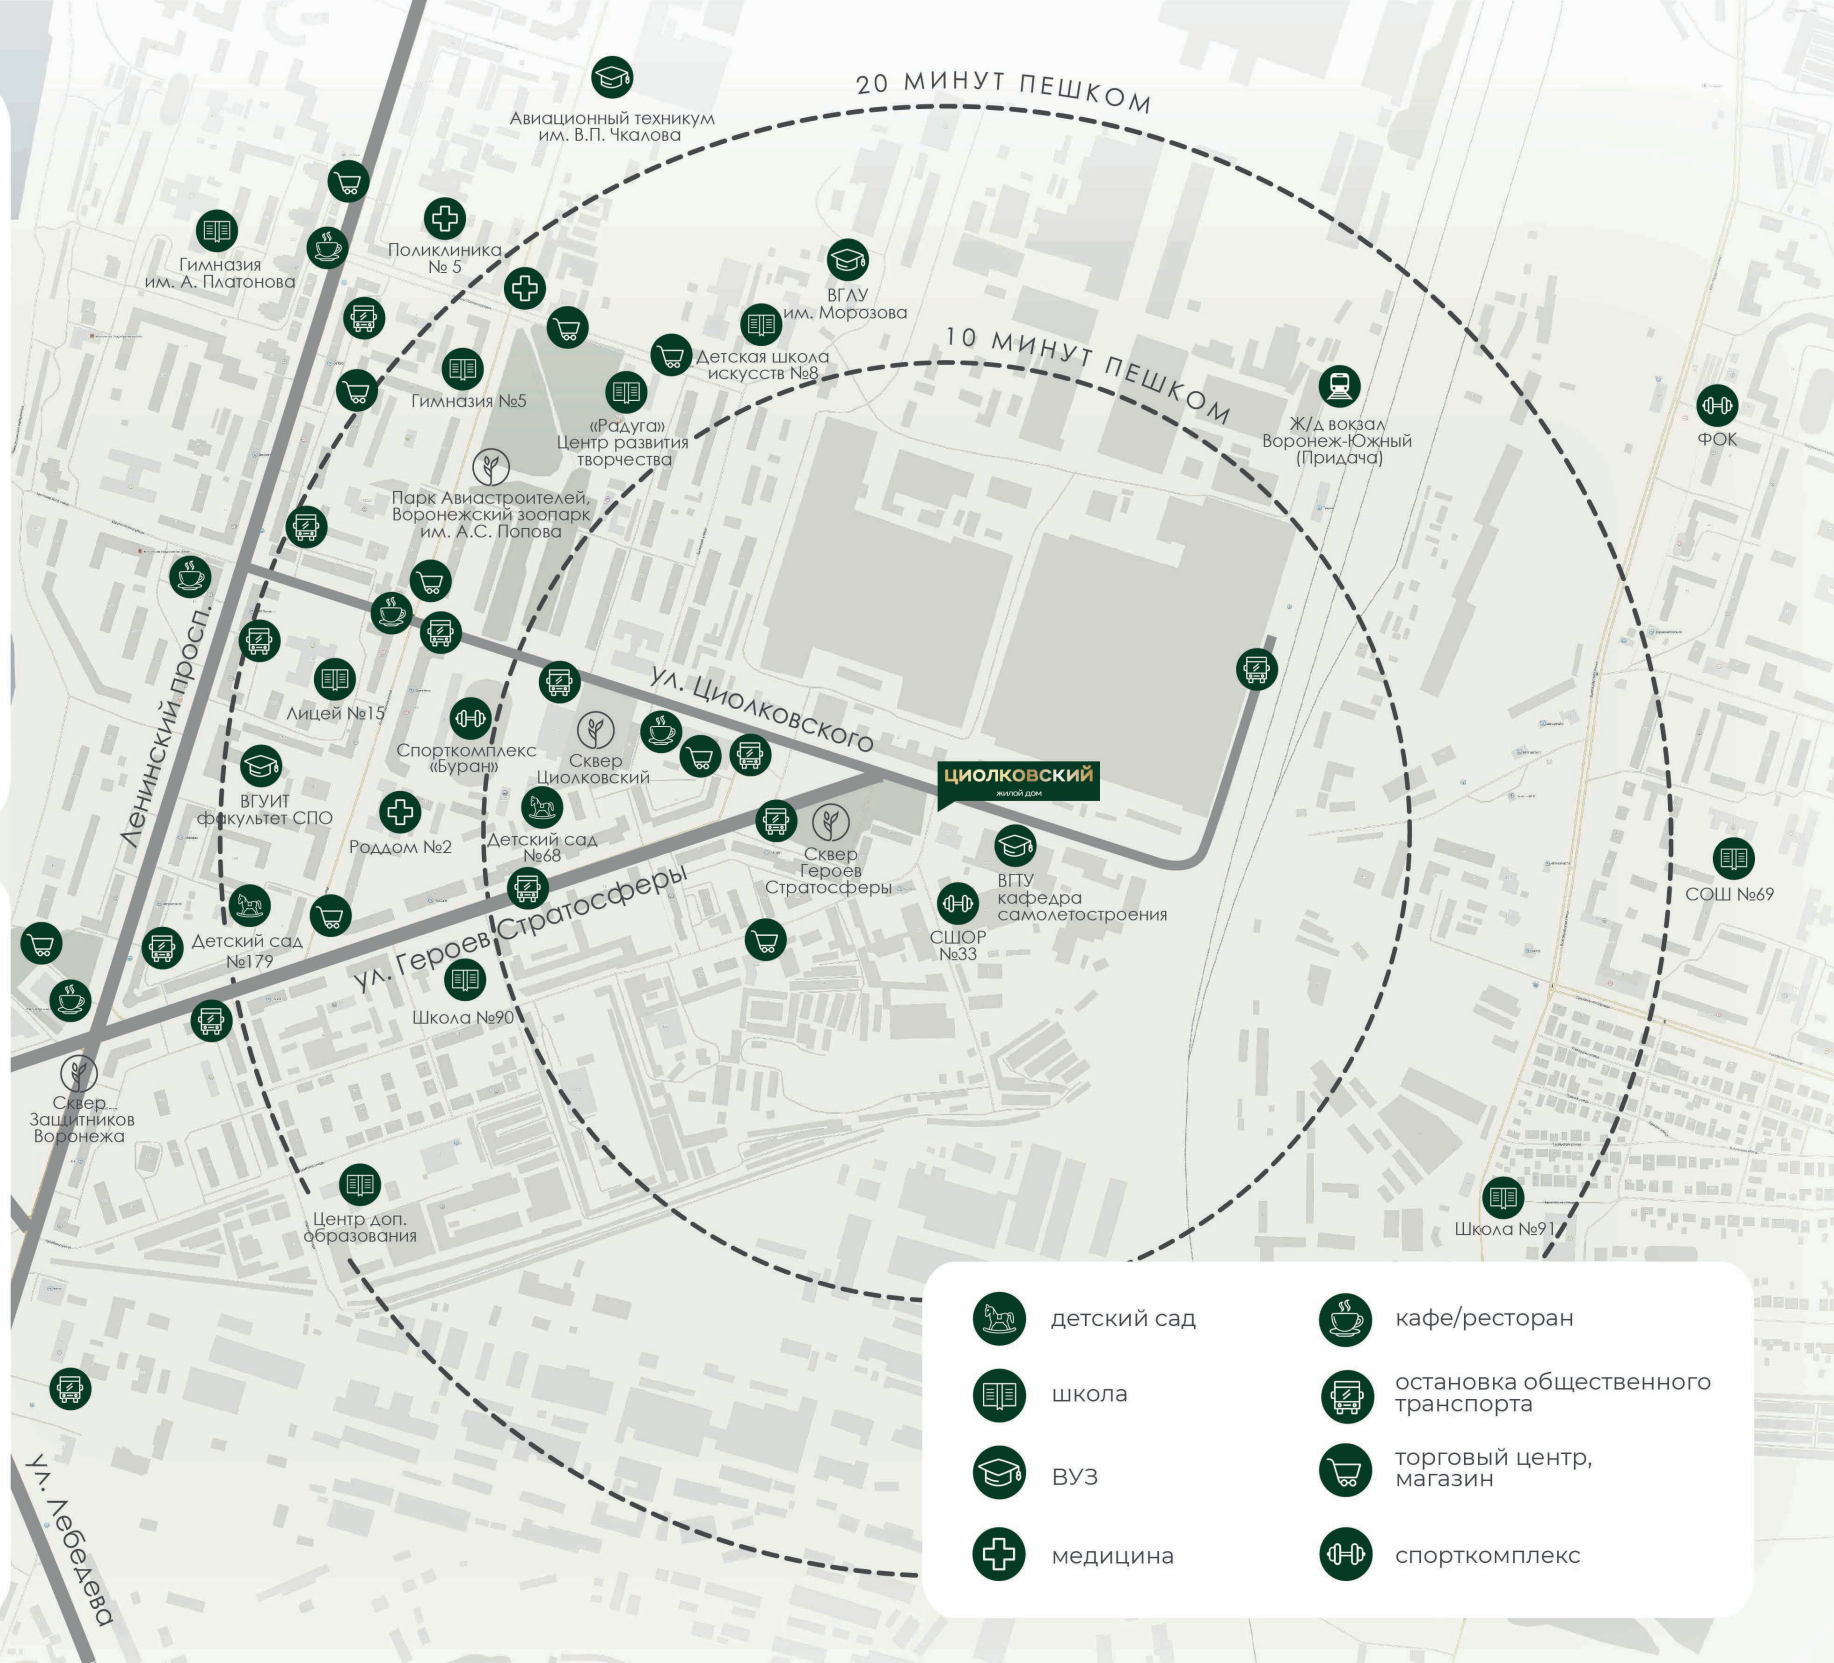 20 МИНУТ ПЕШКОМ
Авиационный техникум
им. В.П. Чкалова
Поликлиника
№ 5
Гимназия
им. А. Платонова
ВГЛУ
им. Морозова
10 МИНУТ ПЕШКОМ
Детская школа
искусств №8
Гимназия №5
«Радуга»
Центр развития
творчества
Ж/д вокзал
Воронеж-Южный
(Придача)
ФОК
Парк Авиастроителей,
Воронежский зоопарк
им. А.С. Попова
Ленинский просп.
ул. Циолковского
Лицей №15
Спорткомплекс
«Буран»
Сквер
Циолковский
ЦИОЛКОВСКИЙ
ЖИЛОЙ ДОМ
ВГУИТ
факультет СПО
Роддом №2
Детский сад
№68
Сквер
Героев
Стратосферы
ВГТУ
кафедра
самолетостроения
СОШ №69
СШОР
№33
ул. Героев Стратосферы
Детский сад
№179
Школа №90
Сквер
Защитников
Воронежа
Центр доп.
образования
Школа №91
ул. Лебедева
детский сад
школа
ВУЗ
медицина
кафе/ресторан
остановка общественного
транспорта
торговый центр,
магазин
спорткомплекс